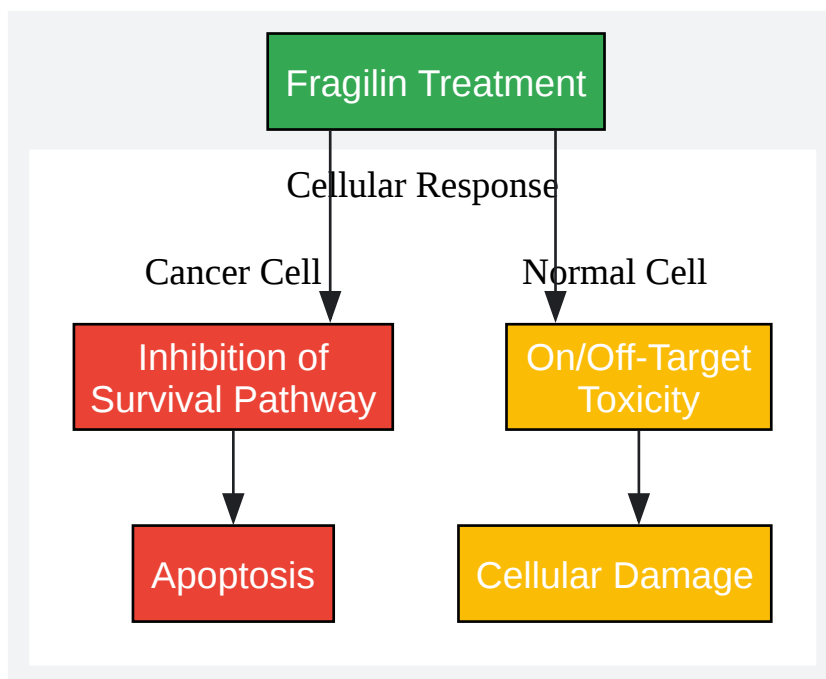 Fragilin Treatment
Cellular Response
Cancer Cell
Normal Cell
Inhibition of
Survival Pathway
On/Off-Target
Toxicity
Apoptosis
Cellular Damage